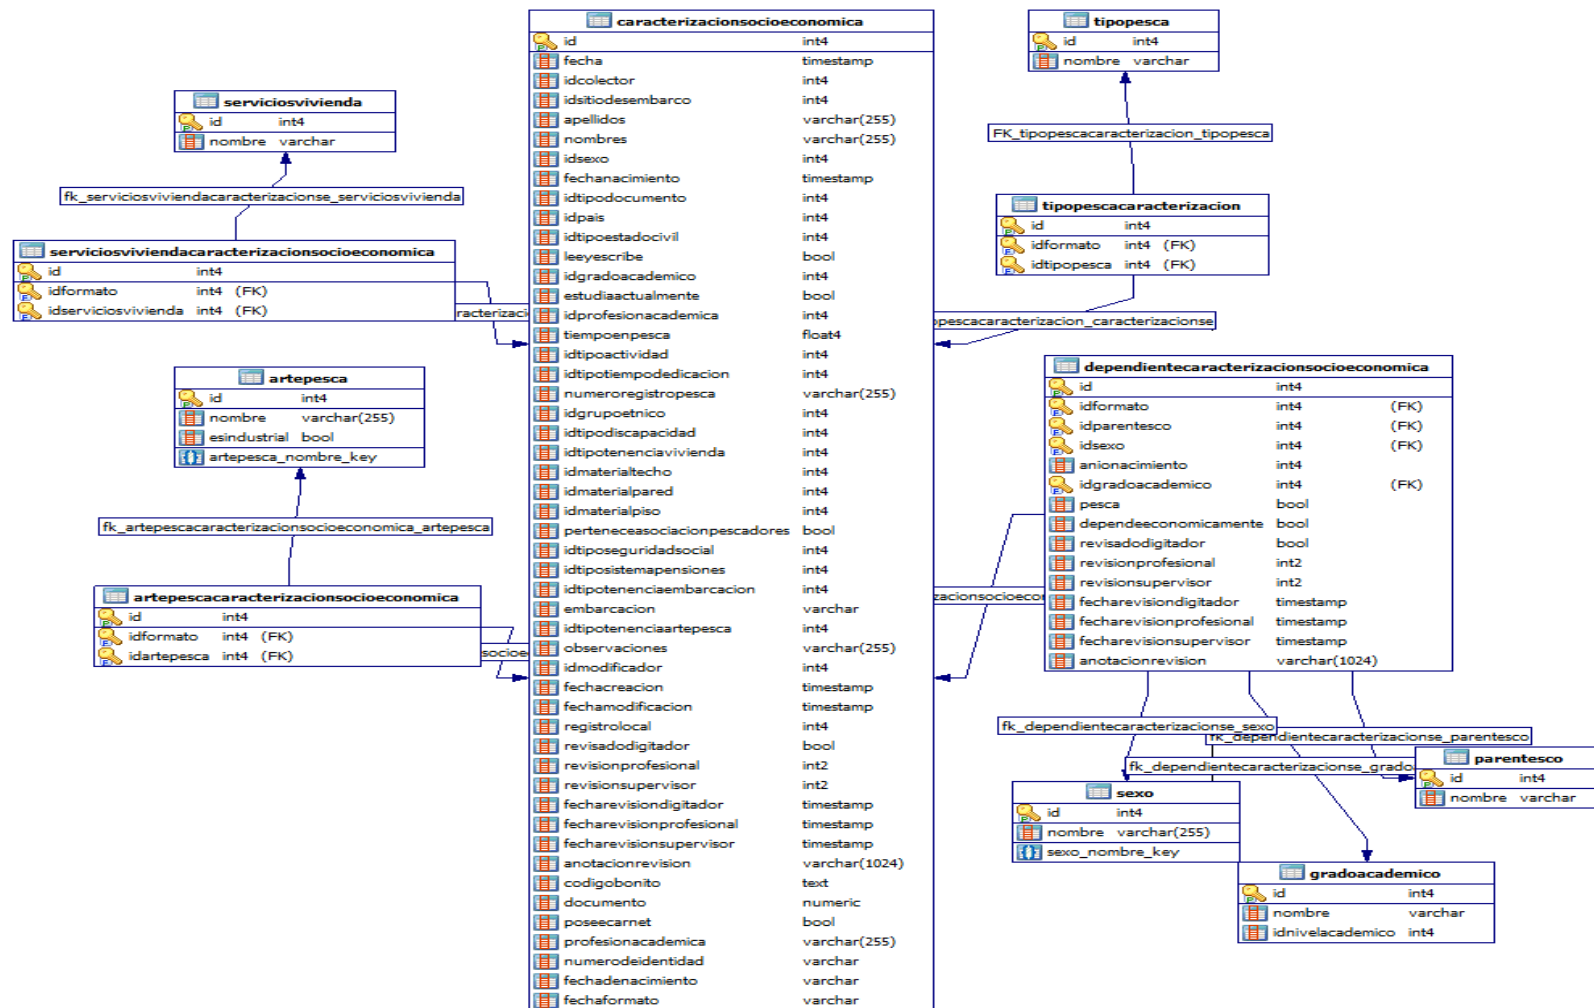 caracterizacionsocioeconomica
id int4
fecha timestamp
idcolector int4
idsitiodesembarco int4
apellidos varchar(255)
nombres varchar(255)
idsexo int4
fechanacimiento timestamp
idtipodocumento int4
idpais int4
idtipoestadocivil int4
leeyescribe bool
idgradoacademico int4
estudiaactualmente bool
idprofesionacademica int4
tiempoenpesca float4
idtipoactividad int4
idtipotiempodedicacion int4
numeroregistropesca varchar(255)
idgrupoetnico int4
idtipodiscapacidad int4
idtipotenenciavivienda int4
idmaterialtecho int4
idmaterialpared int4
idmaterialpiso int4
perteneceasociacionpescadores bool
idtiposeguridadsocial int4
idtiposistemapensiones int4
idtipotenenciaembarcacion int4
embarcacion varchar
idtipotenenciaartepesca int4
observaciones varchar(255)
idmodificador int4
fechacreacion timestamp
fechamodificacion timestamp
registrolocal int4
revisadodigitador bool
revisionprofesional int2
revisionsupervisor int2
fecharevisiondigitador timestamp
fecharevisionprofesional timestamp
fecharevisionsupervisor timestamp
anotacionrevision varchar(1024)
codigobonito text
documento numeric
poseecarnet bool
profesionacademica varchar(255)
numerodeidentidad varchar
fechadenacimiento varchar
fechaformato varchar
serviciosvivienda
id int4
nombre varchar
fk_serviciosviviendacaracterizacionse_serviciosvivienda
serviciosviviendacaracterizacionsocioeconomica
id int4
idformato int4 (FK)
idserviciosvivienda int4 (FK)
racterizaci
artepesca
id int4
nombre varchar(255)
esindustrial bool
artepesca_nombre_key
fk_artepescacaracterizacionsocioeconomica_artepesca
artepescacaracterizacionsocioeconomica
id int4
idformato int4 (FK)
idartepesca int4 (FK)
socioe
tipopesca
id int4
nombre varchar
FK_tipopescacaracterizacion_tipopesca
tipopescacaracterizacion
id int4
idformato int4 (FK)
idtipopesca int4 (FK)
opescacaracterizacion_caracterizacionse
dependientecaracterizacionsocioeconomica
id int4
idformato int4 (FK)
idparentesco int4 (FK)
idsexo int4 (FK)
anionacimiento int4
idgradoacademico int4 (FK)
pesca bool
dependeeconomicamente bool
revisadodigitador bool
revisionprofesional int2
revisionsupervisor int2
fecharevisiondigitador timestamp
fecharevisionprofesional timestamp
fecharevisionsupervisor timestamp
anotacionrevision varchar(1024)
zacionsocioecon
fk_dependientecaracterizacionse_sexo
fk_dependientecaracterizacionse_parentesco
fk_dependientecaracterizacionse_grado
parentesco
id int4
nombre varchar
sexo
id int4
nombre varchar(255)
sexo_nombre_key
gradoacademico
id int4
nombre varchar
idnivelacademico int4